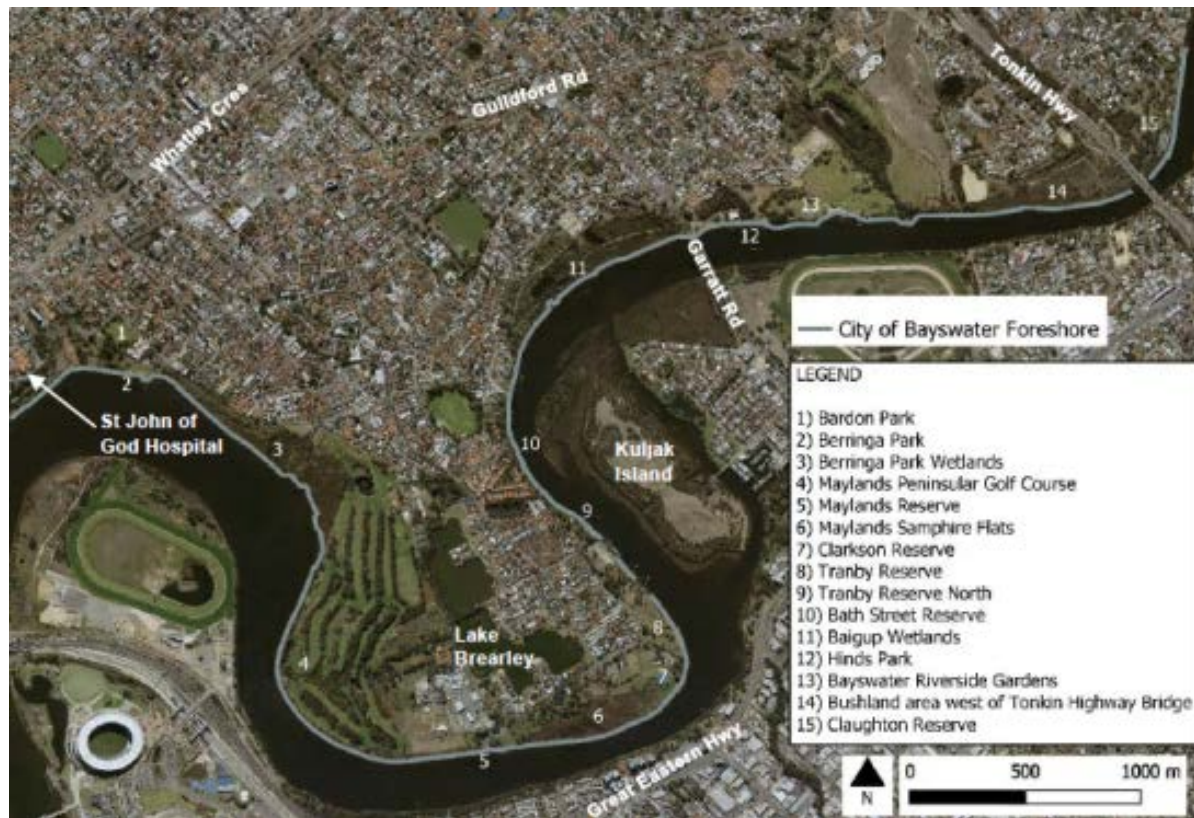 Whatley Cres
Guildford Rd
Tonkin Hwy
15
14
13
12
11
Garratt Rd
City of Bayswater Foreshore
1
2
St John of
God Hospital
3
10
Kuljak
Island
9
LEGEND
1) Bardon Park
2) Berringa Park
3) Berringa Park Wetlands
4) Maylands Peninsular Golf Course
5) Maylands Reserve
6) Maylands Samphire Flats
7) Clarkson Reserve
8) Tranby Reserve
9) Tranby Reserve North
10) Bath Street Reserve
11) Baigup Wetlands
12) Hinds Park
13) Bayswater Riverside Gardens
14) Bushland area west of Tonkin Highway Bridge
15) Claughton Reserve
8
Lake
Brearley
4
7
6
5
Great Eastern Hwy
N
0 500 1000 m